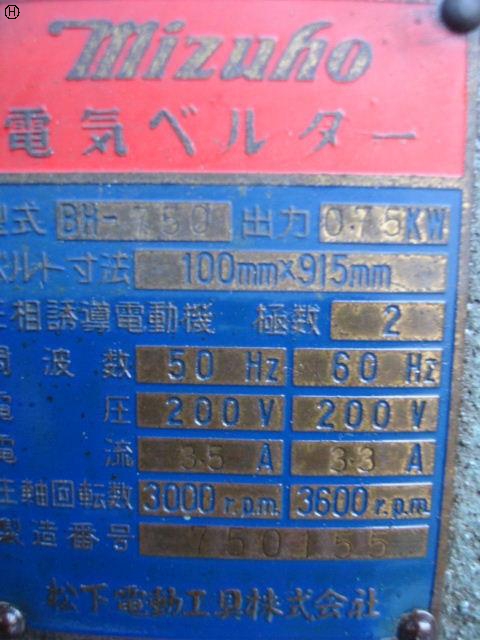 H
Mizuho
電気ベルター
型式 BH-750 出力 0.75KW
ベルト寸法 100mm×915mm
相誘導電動機 極数 2
周波数 50 Hz 60 Hz
電圧 200 V 200 V
電流 3.5 A 3.3 A
主軸回転数 3000 r.p.m. 3600 r.p.m.
製造番号 750155
松下電動工具株式会社